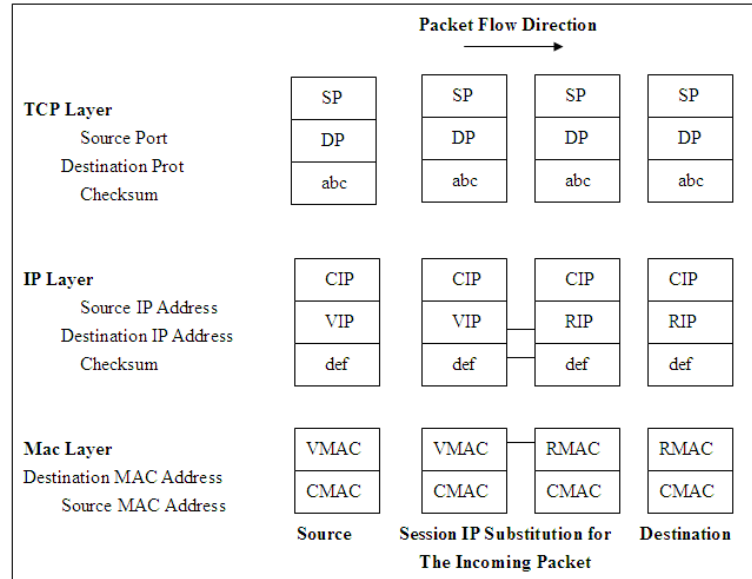 Packet Flow Direction
TCP Layer
Source Port
Destination Prot
Checksum
SP SP SP SP
DP DP DP DP
abc abc abc abc
IP Layer
Source IP Address
Destination IP Address
Checksum
CIP CIP CIP CIP
VIP VIP RIP RIP
def def def def
Mac Layer
Destination MAC Address
Source MAC Address
VMAC VMAC RMAC RMAC
CMAC CMAC CMAC CMAC
Source Session IP Substitution for Destination
The Incoming Packet